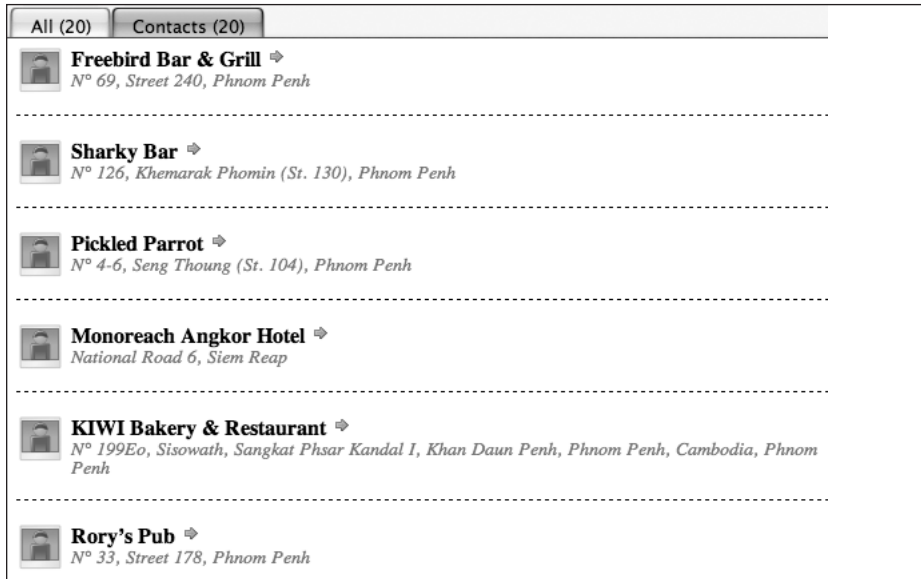 All (20) Contacts (20)
Freebird Bar & Grill
N° 69, Street 240, Phnom Penh
Sharky Bar
N° 126, Khemarak Phomin (St. 130), Phnom Penh
Pickled Parrot
N° 4-6, Seng Thoung (St. 104), Phnom Penh
Monoreach Angkor Hotel
National Road 6, Siem Reap
KIWI Bakery & Restaurant
N° 199Eo, Sisowath, Sangkat Phsar Kandal I, Khan Daun Penh, Phnom Penh, Cambodia, Phnom
Penh
Rory's Pub
N° 33, Street 178, Phnom Penh